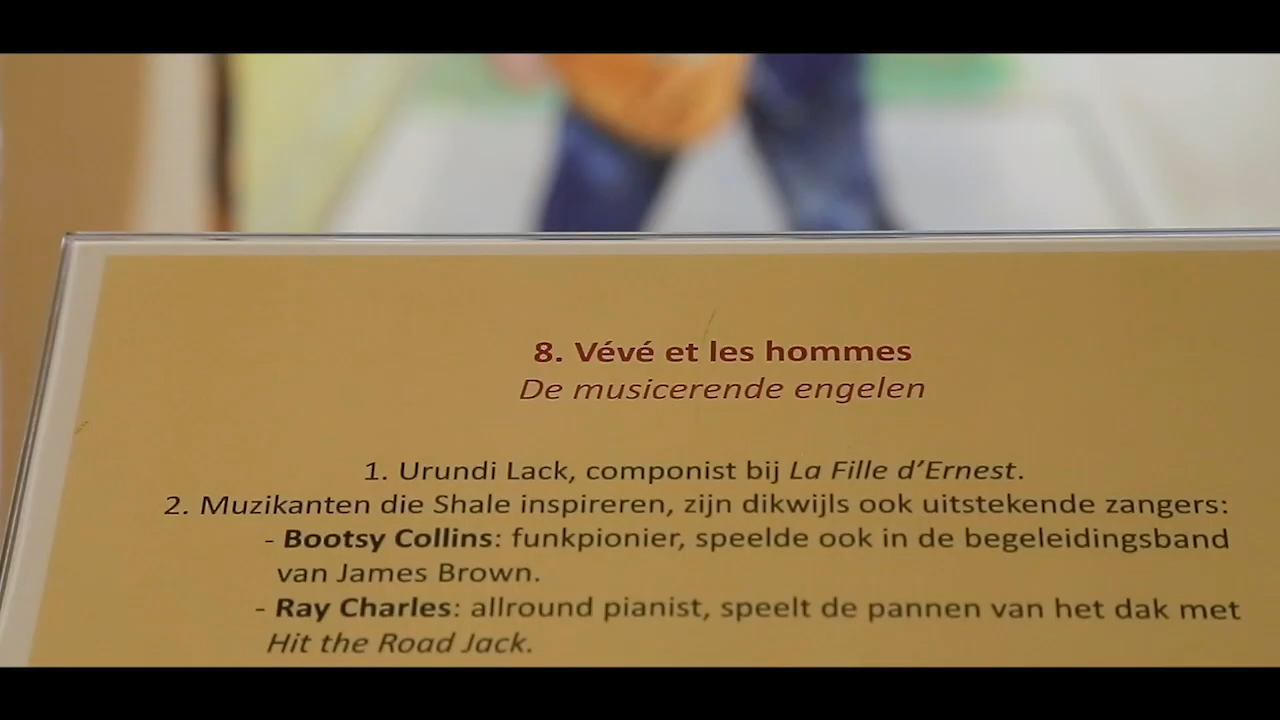 8. Vévé et les hommes
De musicerende engelen
1. Urundi Lack, componist bij La Fille d’Ernest.
2. Muzikanten die Shale inspireren, zijn dikwijls ook uitstekende zangers:
- Bootsy Collins: funkpionier, speelde ook in de begeleidingsband
van James Brown.
- Ray Charles: allround pianist, speelt de pannen van het dak met
Hit the Road Jack.